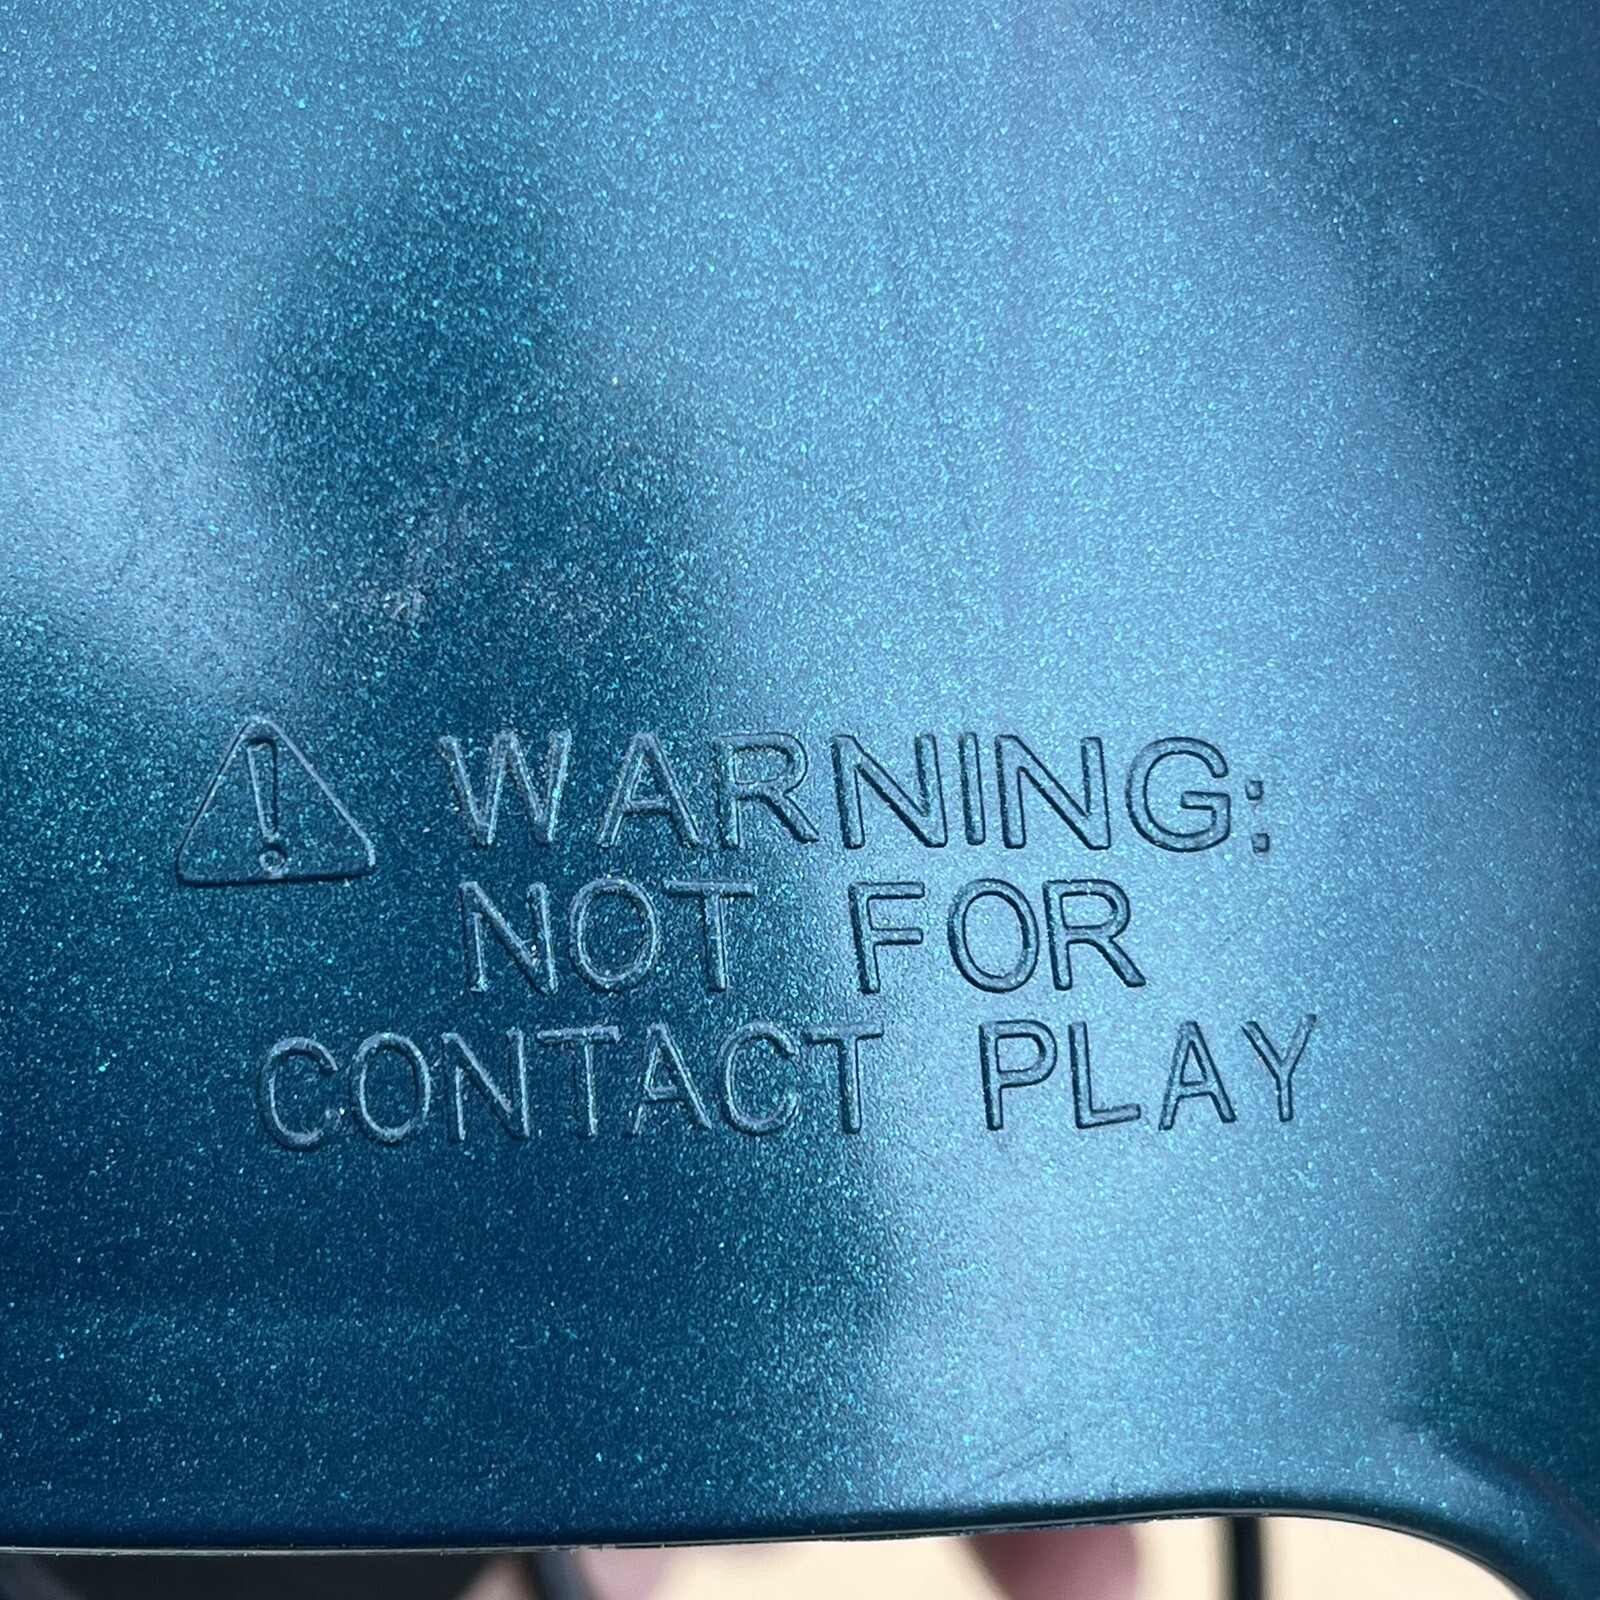 ⚠ WARNING:
NOT FOR
CONTACT PLAY